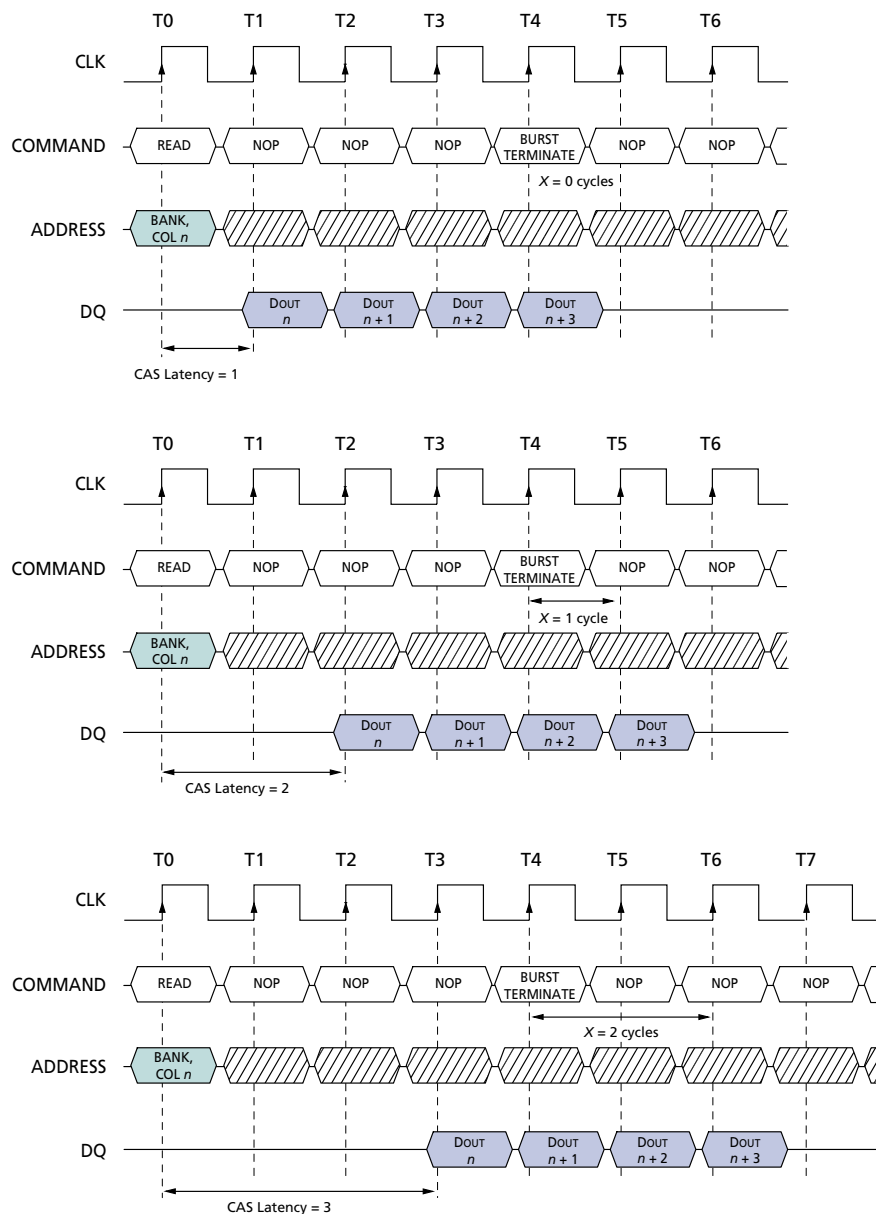 T0 T1 T2 T3 T4 T5 T6
CLK
COMMAND READ NOP NOP NOP BURST TERMINATE NOP NOP
X = 0 cycles
ADDRESS BANK, COL n
DQ DOUT n DOUT n + 1 DOUT n + 2 DOUT n + 3
CAS Latency = 1
T0 T1 T2 T3 T4 T5 T6
CLK
COMMAND READ NOP NOP NOP BURST TERMINATE NOP NOP
X = 1 cycle
ADDRESS BANK, COL n
DQ DOUT n DOUT n + 1 DOUT n + 2 DOUT n + 3
CAS Latency = 2
T0 T1 T2 T3 T4 T5 T6 T7
CLK
COMMAND READ NOP NOP NOP BURST TERMINATE NOP NOP NOP
X = 2 cycles
ADDRESS BANK, COL n
DQ DOUT n DOUT n + 1 DOUT n + 2 DOUT n + 3
CAS Latency = 3